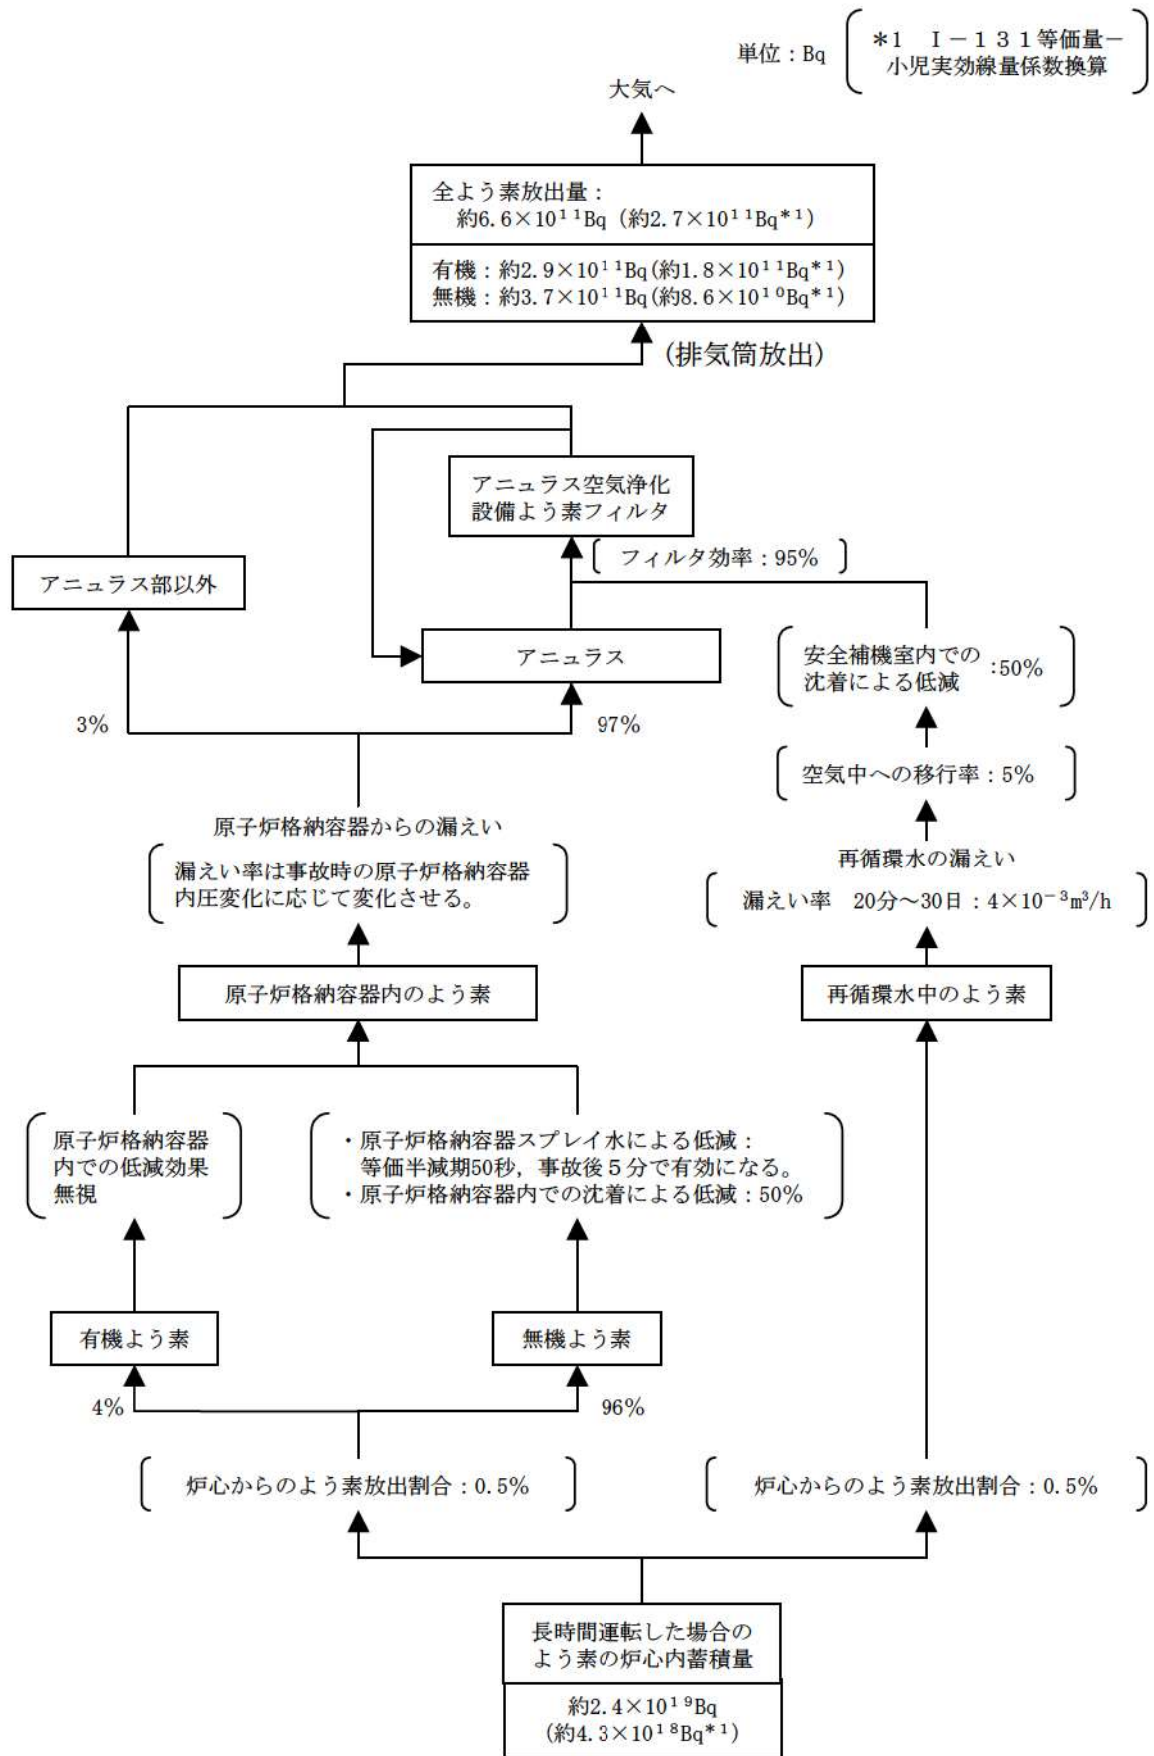 単位：Bq
＊1　Ｉ－１３１等価量－
小児実効線量係数換算
大気へ
全よう素放出量：
約6.6×10¹¹Bq（約2.7×10¹¹Bq*¹）
有機：約2.9×10¹¹Bq(約1.8×10¹¹Bq*¹)
無機：約3.7×10¹¹Bq(約8.6×10¹⁰Bq*¹)
(排気筒放出)
アニュラス空気浄化
設備よう素フィルタ
フィルタ効率：95%
アニュラス部以外
アニュラス
安全補機室内での
沈着による低減
：50%
3%
97%
空気中への移行率：5%
原子炉格納容器からの漏えい
漏えい率は事故時の原子炉格納容器
内圧変化に応じて変化させる。
再循環水の漏えい
漏えい率　20分～30日：4×10⁻³m³/h
原子炉格納容器内のよう素
再循環水中のよう素
原子炉格納容器
内での低減効果
無視
・原子炉格納容器スプレイ水による低減：
等価半減期50秒，事故後５分で有効になる。
・原子炉格納容器内での沈着による低減：50%
有機よう素
無機よう素
4%
96%
炉心からのよう素放出割合：0.5%
炉心からのよう素放出割合：0.5%
長時間運転した場合の
よう素の炉心内蓄積量
約2.4×10¹⁹Bq
(約4.3×10¹⁸Bq*¹)